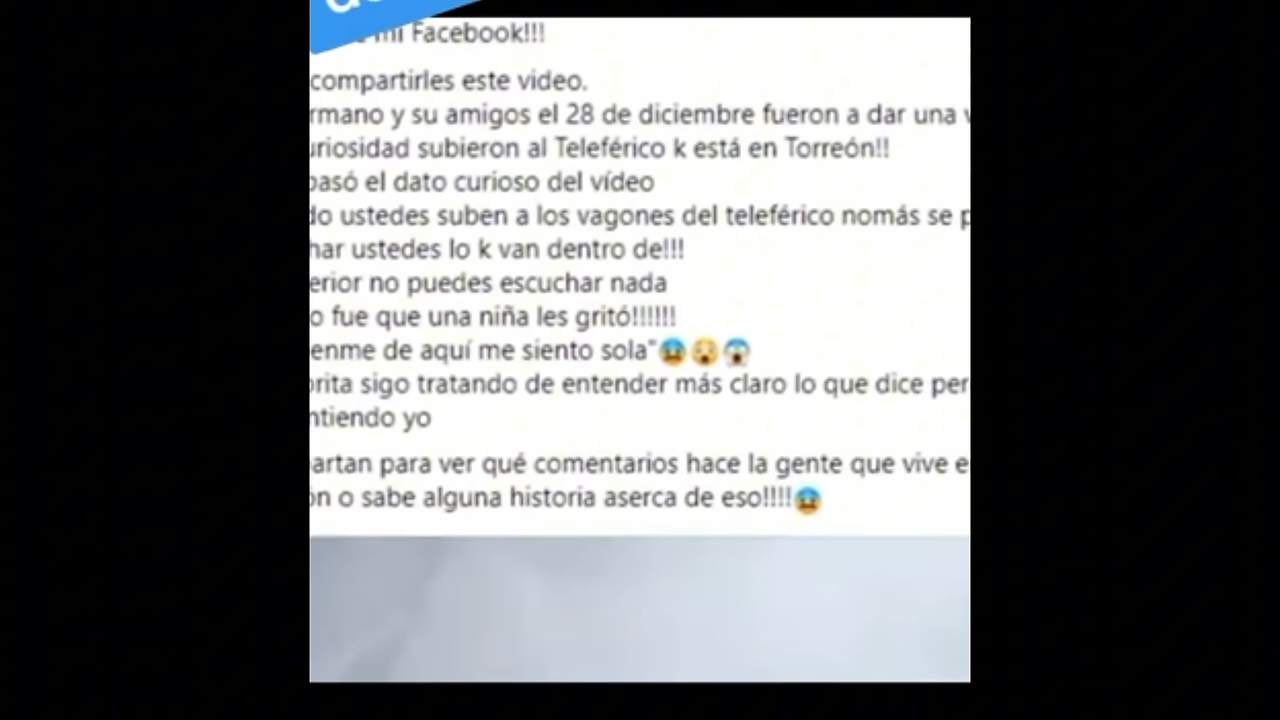 mi Facebook!!!
compartirles este video.
rmano y su amigos el 28 de diciembre fueron a dar una
uriosidad subieron al Teleférico k está en Torreón!!
pasó el dato curioso del vídeo
do ustedes suben a los vagones del teleférico nomás se p
har ustedes lo k van dentro de!!!
erior no puedes escuchar nada
o fue que una niña les gritó!!!!!!
enme de aquí me siento sola"😰😧😱
orita sigo tratando de entender más claro lo que dice per
ntiendo yo
partan para ver qué comentarios hace la gente que vive e
ón o sabe alguna historia aserca de eso!!!!😰